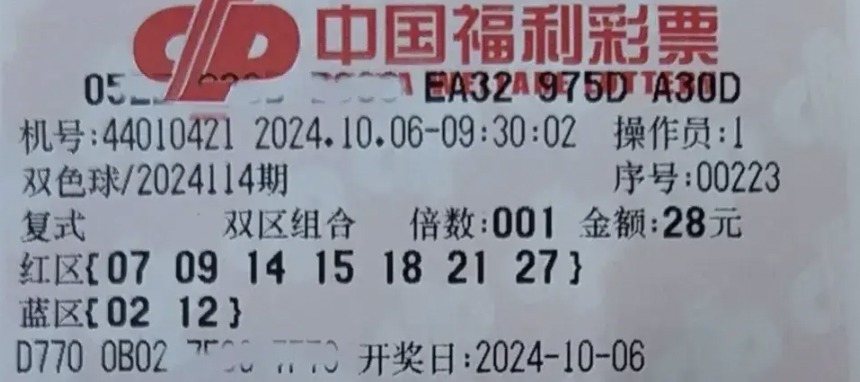 中国福利彩票
EA32 975D A30D
机号:44010421 2024.10.06-09:30:02 操作员:1
双色球/2024114期 序号:00223
复式 双区组合 倍数:001 金额:28元
红区{07 09 14 15 18 21 27}
蓝区{02 12}
D770 0B02 开奖日:2024-10-06